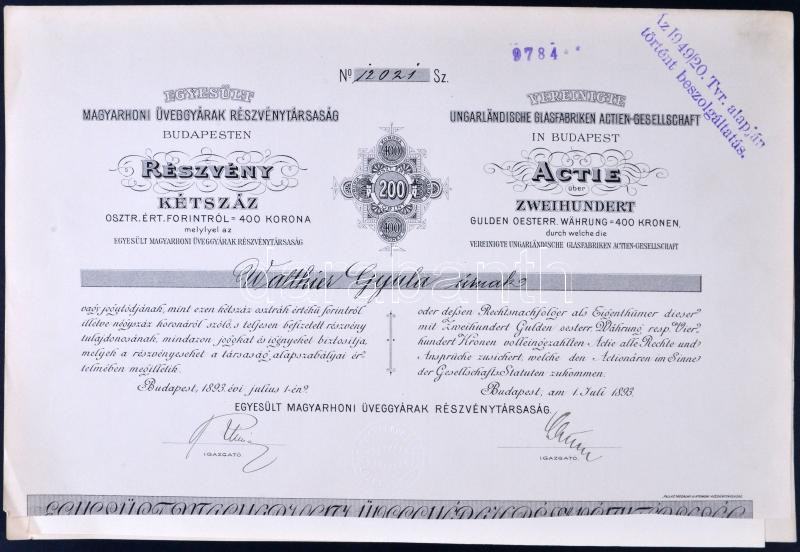 9784
Az 1949/20. Tvr. alapján
történt beszolgáltatás.
Nº 12021 Sz.
EGYESÜLT
MAGYARHONI ÜVEGGYÁRAK RÉSZVÉNYTÁRSASÁG
BUDAPESTEN
RÉSZVÉNY
KÉTSZÁZ
OSZTR. ÉRT. FORINTRÓL = 400 KORONA
melylyel az
EGYESÜLT MAGYARHONI ÜVEGGYÁRAK RÉSZVÉNYTÁRSASÁG
400
200
400
VEREINIGTE
UNGARLÄNDISCHE GLASFABRIKEN ACTIEN-GESELLSCHAFT
IN BUDAPEST
ACTIE
über
ZWEIHUNDERT
GULDEN OESTERR. WÄHRUNG = 400 KRONEN,
durch welche die
VEREINIGTE UNGARLÄNDISCHE GLASFABRIKEN ACTIEN-GESELLSCHAFT
Walthier Gyula úrnak
darabanth
vagy jogutódjának, mint ezen kétszáz osztrák értékű forintról
illetve négyszáz koronáról szóló, s teljesen befizetett részvény
tulajdonosának, mindazon jogokat és igényeket biztosítja,
melyek a részvényeseket a társaság alapszabályai ér-
telmében megilletik.
Budapest, 1893. évi julius 1-én.
oder deßen Rechtsnachfolger als Eigenthümer dieser
mit Zweihundert Gulden oesterr. Währung resp. Vier-
hundert Kronen volleingezahlten Actie alle Rechte und
Ansprüche zusichert, welche den Actionären im Sinne
der Gesellschafts Statuten zukommen.
Budapest, am 1. Juli 1893.
EGYESÜLT MAGYARHONI ÜVEGGYÁRAK RÉSZVÉNYTÁRSASÁG.
IGAZGATÓ.
IGAZGATÓ.